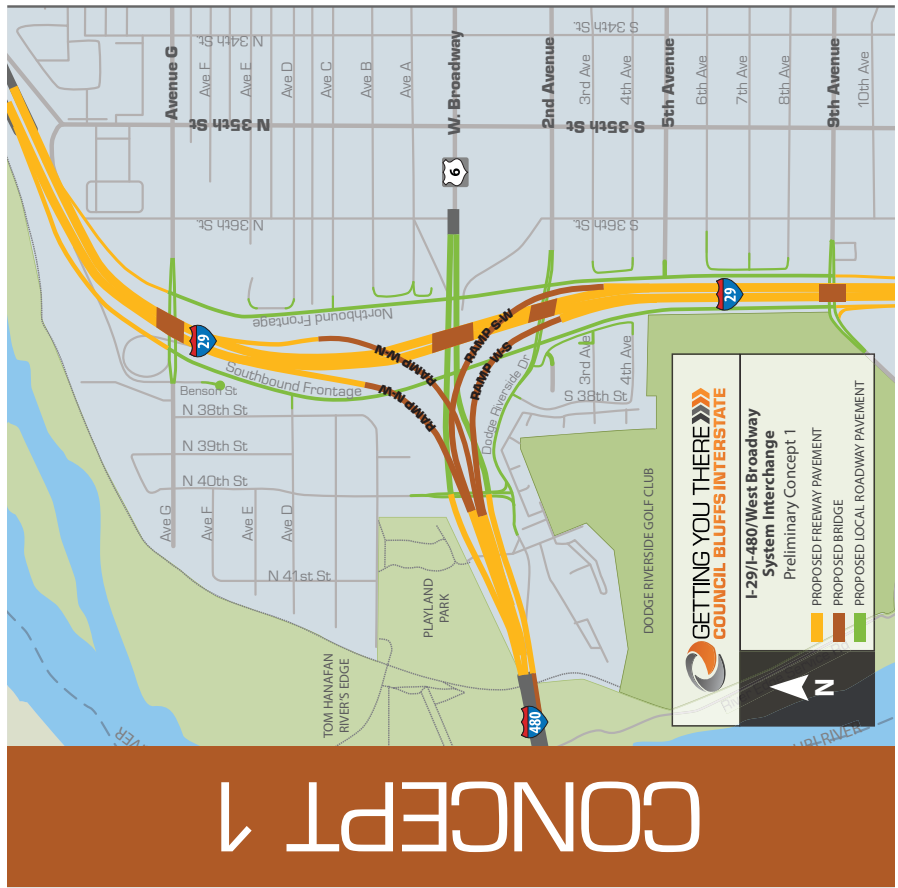 CONCEPT 1
N 34th St
S 34th St
Avenue G
Ave F
Ave E
Ave D
Ave C
Ave B
Ave A
W. Broadway
2nd Avenue
3rd Ave
4th Ave
5th Avenue
6th Ave
7th Ave
8th Ave
9th Avenue
10th Ave
N 35th St
S 35th St
6
N 36th St
S 36th St
Northbound Frontage
29
29
Southbound Frontage
RAMP W-N
RAMP N-W
RAMP S-W
RAMP W-S
Dodge Riverside Dr
3rd Ave
4th Ave
S 38th St
Benson St
N 38th St
N 39th St
N 40th St
Ave G
Ave F
Ave E
Ave D
N 41st St
PLAYLAND
PARK
TOM HANAFAN
RIVER'S EDGE
DODGE RIVERSIDE GOLF CLUB
480
RIVER
RIVER
GETTING YOU THERE
COUNCIL BLUFFS INTERSTATE
I-29/I-480/West Broadway
System Interchange
Preliminary Concept 1
PROPOSED FREEWAY PAVEMENT
PROPOSED BRIDGE
PROPOSED LOCAL ROADWAY PAVEMENT
N